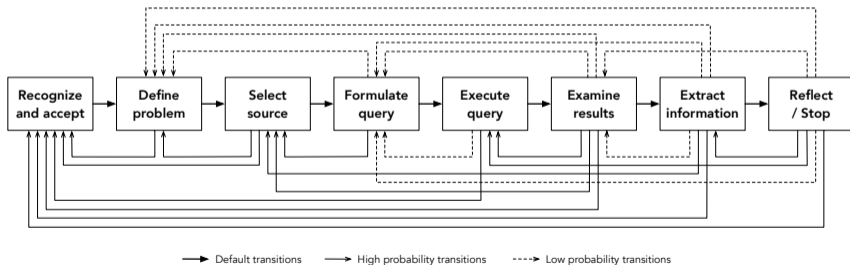 Recognize
and accept
Define
problem
Select
source
Formulate
query
Execute
query
Examine
results
Extract
information
Reflect
/ Stop
Default transitions
High probability transitions
Low probability transitions